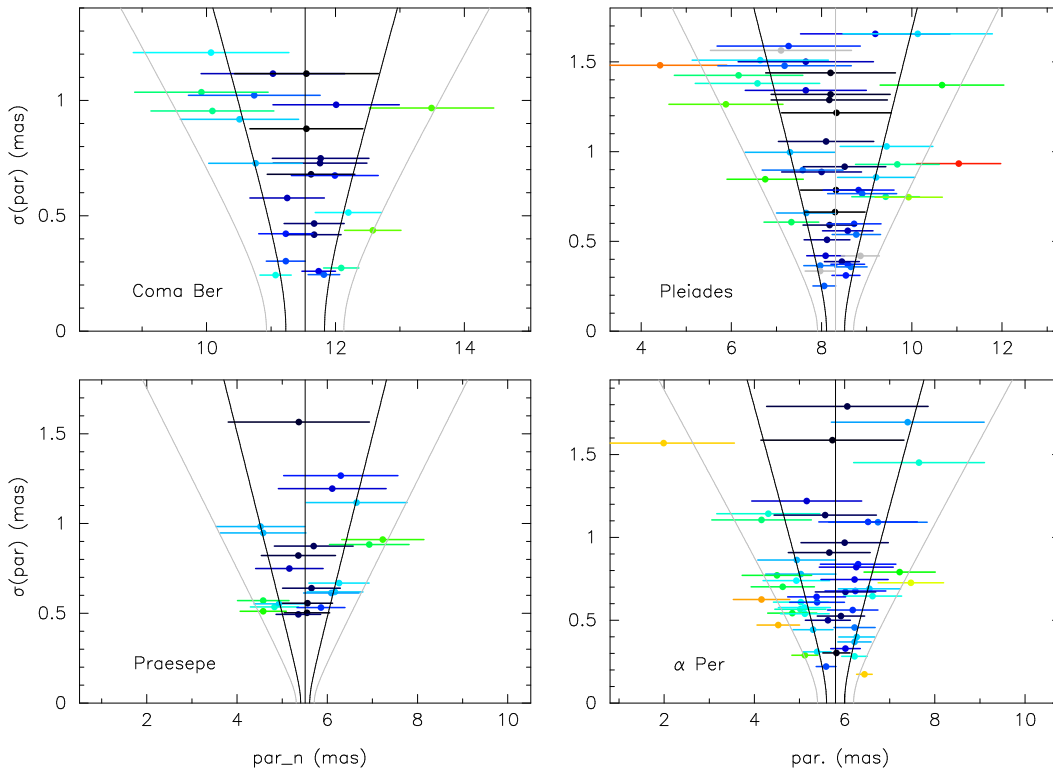 σ(par) (mas)
1
0.5
0
Coma Ber
10 12 14
1.5
1
0.5
0
Pleiades
4 6 8 10 12
σ(par) (mas)
1.5
1
0.5
0
Praesepe
2 4 6 8 10
par_n (mas)
1.5
1
0.5
0
α Per
2 4 6 8 10
par. (mas)